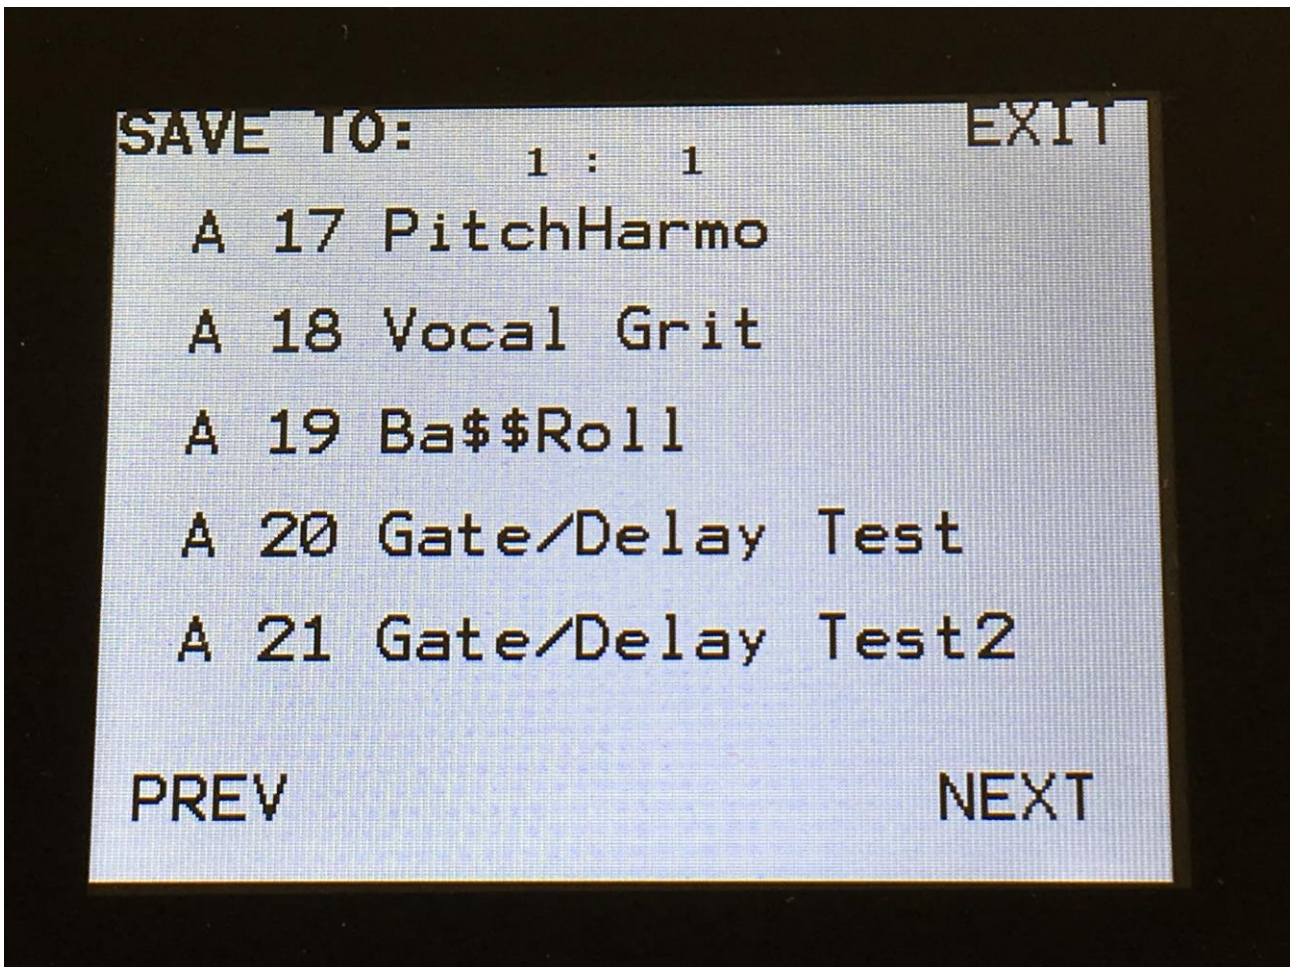 SAVE TO: EXIT
1 : 1
A 17 PitchHarmo
A 18 Vocal Grit
A 19 Ba$$Roll
A 20 Gate/Delay Test
A 21 Gate/Delay Test2
PREV NEXT